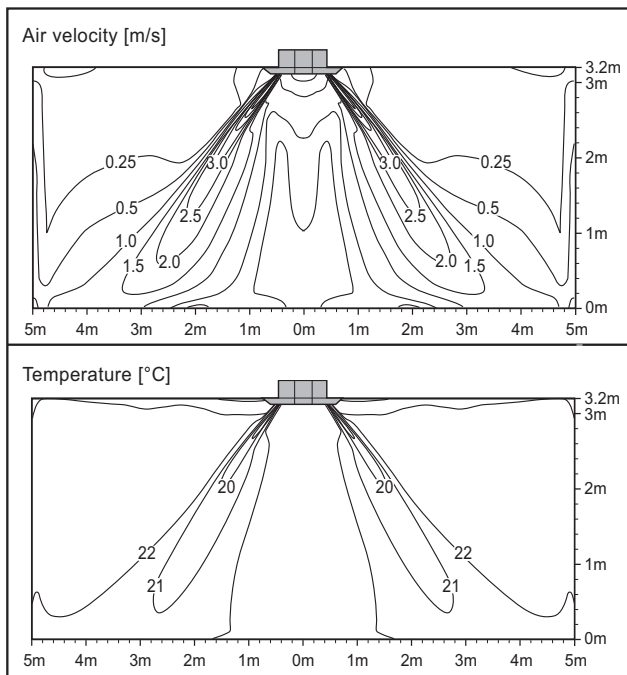 Air velocity [m/s]
3.2m
3m
3.0 3.0
0.25 0.25 2m
2.5 2.5
0.5 0.5
1.0 2.0 2.0 1.0 1m
1.5 1.5
0m
5m 4m 3m 2m 1m 0m 1m 2m 3m 4m 5m
Temperature [°C]
3.2m
3m
20 20 2m
22 22 1m
21 21
0m
5m 4m 3m 2m 1m 0m 1m 2m 3m 4m 5m